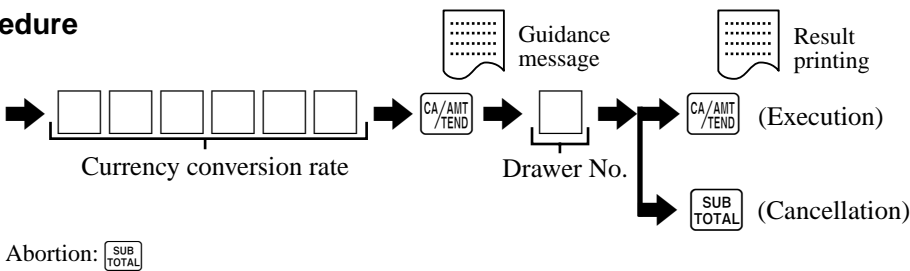 edure
Guidance
message
Result
printing
CA/AMT
/TEND
CA/AMT
/TEND
(Execution)
Currency conversion rate
Drawer No.
SUB
TOTAL
(Cancellation)
Abortion: SUB
TOTAL